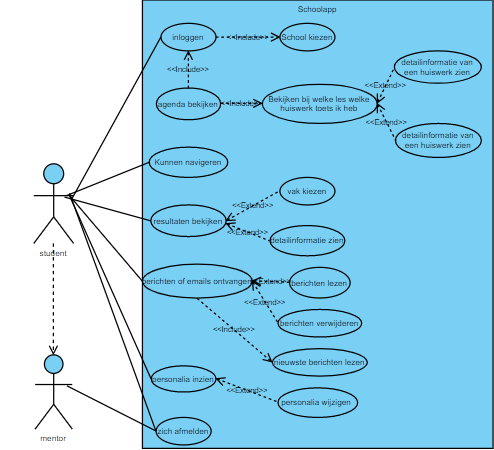 Schoolapp
inloggen
<<Include>>
School kiezen
<<Include>>
agenda bekijken
<<Include>>
Bekijken bij welke les welke
huiswerk toets ik heb
<<Extend>>
detailinformatie van
een huiswerk zien
<<Extend>>
detailinformatie van
een huiswerk zien
Kunnen navigeren
resultaten bekijken
<<Extend>>
vak kiezen
<<Extend>>
detailinformatie zien
student
berichten of emails ontvangen
<<Extend>>
berichten lezen
<<Extend>>
berichten verwijderen
<<Include>>
nieuwste berichten lezen
personalia inzien
<<Extend>>
personalia wijzigen
zich afmelden
mentor